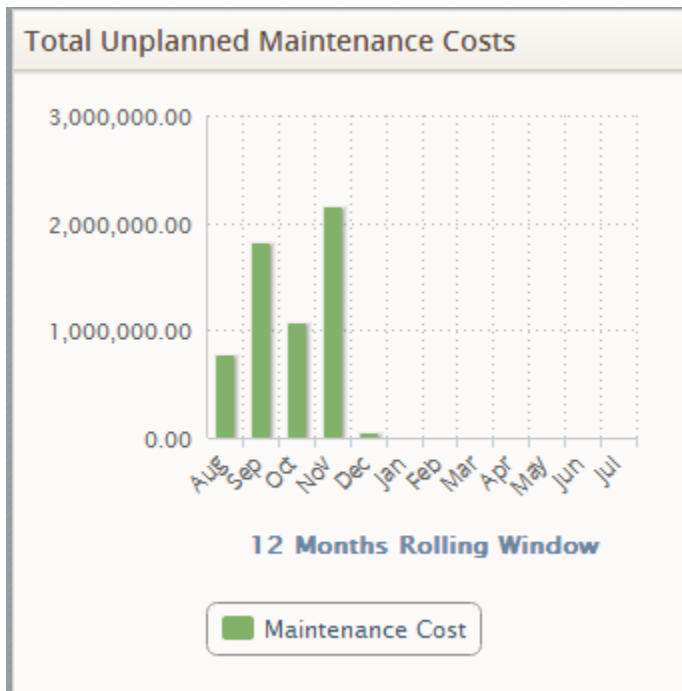 Total Unplanned Maintenance Costs
3,000,000.00
2,000,000.00
1,000,000.00
0.00
Aug Sep Oct Nov Dec Jan Feb Mar Apr May Jun Jul
12 Months Rolling Window
Maintenance Cost